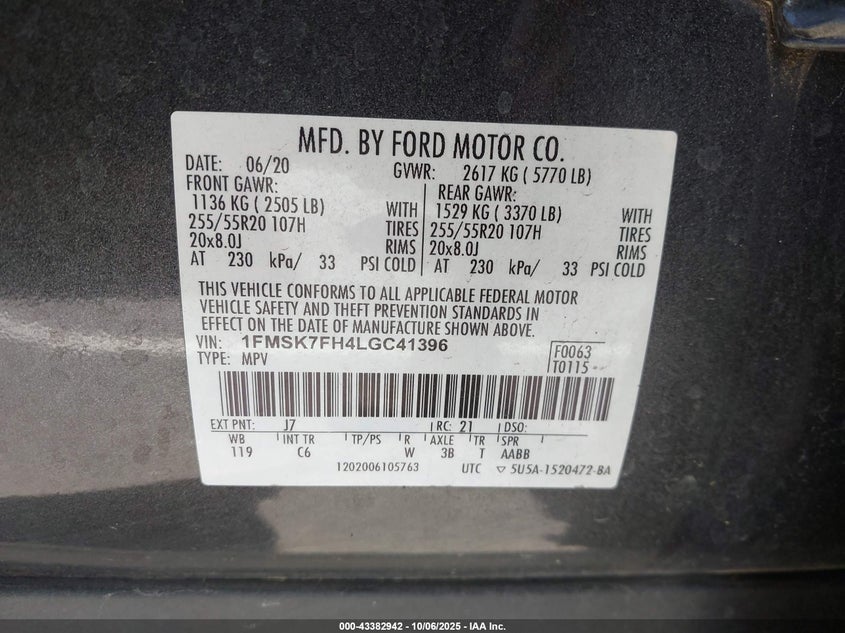 MFD. BY FORD MOTOR CO.
DATE: 06/20 GVWR: 2617 KG ( 5770 LB)
FRONT GAWR: REAR GAWR:
1136 KG ( 2505 LB) WITH 1529 KG ( 3370 LB) WITH
255/55R20 107H TIRES 255/55R20 107H TIRES
20x8.0J RIMS 20x8.0J RIMS
AT 230 kPa/ 33 PSI COLD AT 230 kPa/ 33 PSI COLD
THIS VEHICLE CONFORMS TO ALL APPLICABLE FEDERAL MOTOR
VEHICLE SAFETY AND THEFT PREVENTION STANDARDS IN
EFFECT ON THE DATE OF MANUFACTURE SHOWN ABOVE.
VIN: 1FMSK7FH4LGC41396 F0063
TYPE: MPV T0115
EXT PNT: J7 RC: 21 DSO:
WB INT TR TP/PS R AXLE TR SPR
119 C6 W 3B T AABB
1202006105763 UTC ▽ 5U5A-1520472-BA
000-43382942 - 10/06/2025 - IAA Inc.